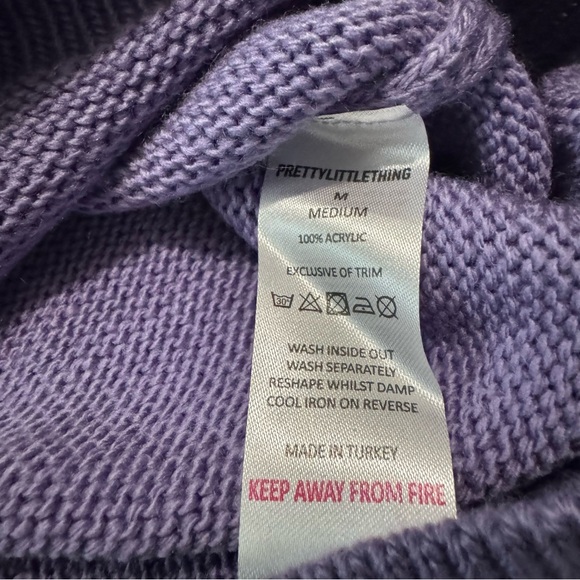 PRETTYLITTLETHING
M
MEDIUM
100% ACRYLIC
EXCLUSIVE OF TRIM
30°
WASH INSIDE OUT
WASH SEPARATELY
RESHAPE WHILST DAMP
COOL IRON ON REVERSE
MADE IN TURKEY
KEEP AWAY FROM FIRE